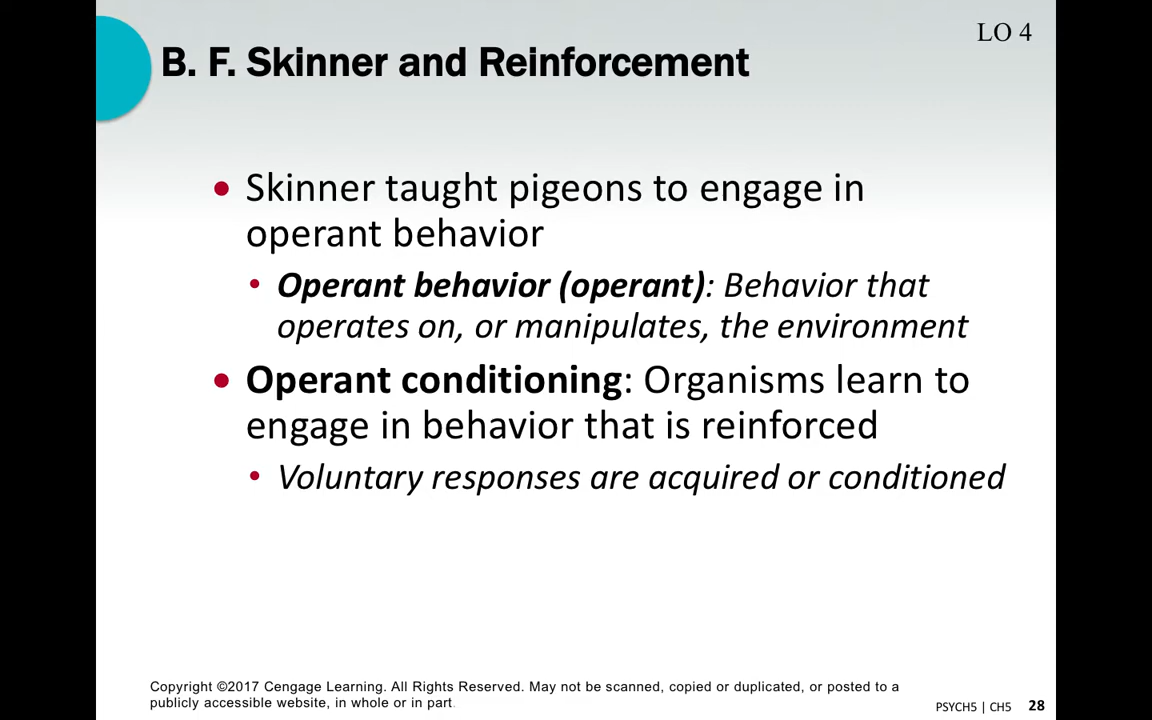 LO 4
B. F. Skinner and Reinforcement
• Skinner taught pigeons to engage in
operant behavior
• Operant behavior (operant): Behavior that
operates on, or manipulates, the environment
• Operant conditioning: Organisms learn to
engage in behavior that is reinforced
• Voluntary responses are acquired or conditioned
Copyright ©2017 Cengage Learning. All Rights Reserved. May not be scanned, copied or duplicated, or posted to a
publicly accessible website, in whole or in part.
PSYCH5 | CH5 28